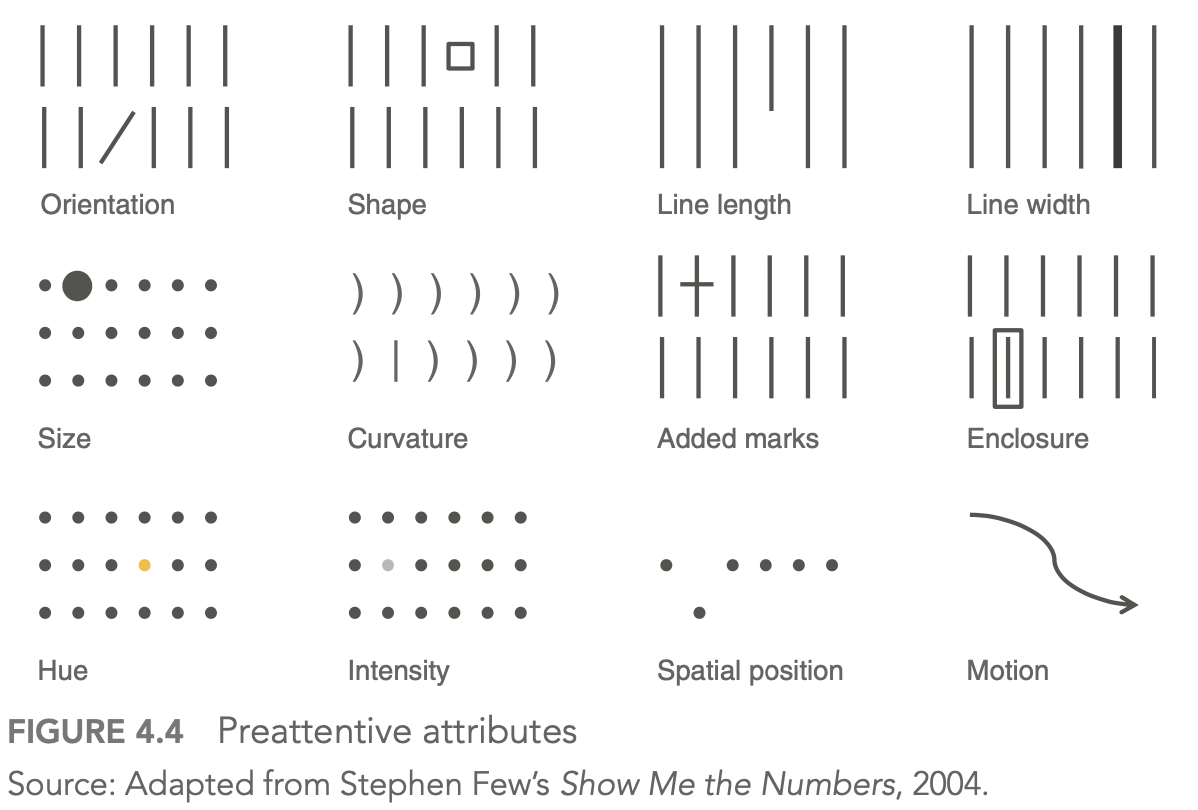 Orientation
Shape
Line length
Line width
Size
Curvature
Added marks
Enclosure
Hue
Intensity
Spatial position
Motion
FIGURE 4.4 Preattentive attributes
Source: Adapted from Stephen Few’s Show Me the Numbers, 2004.